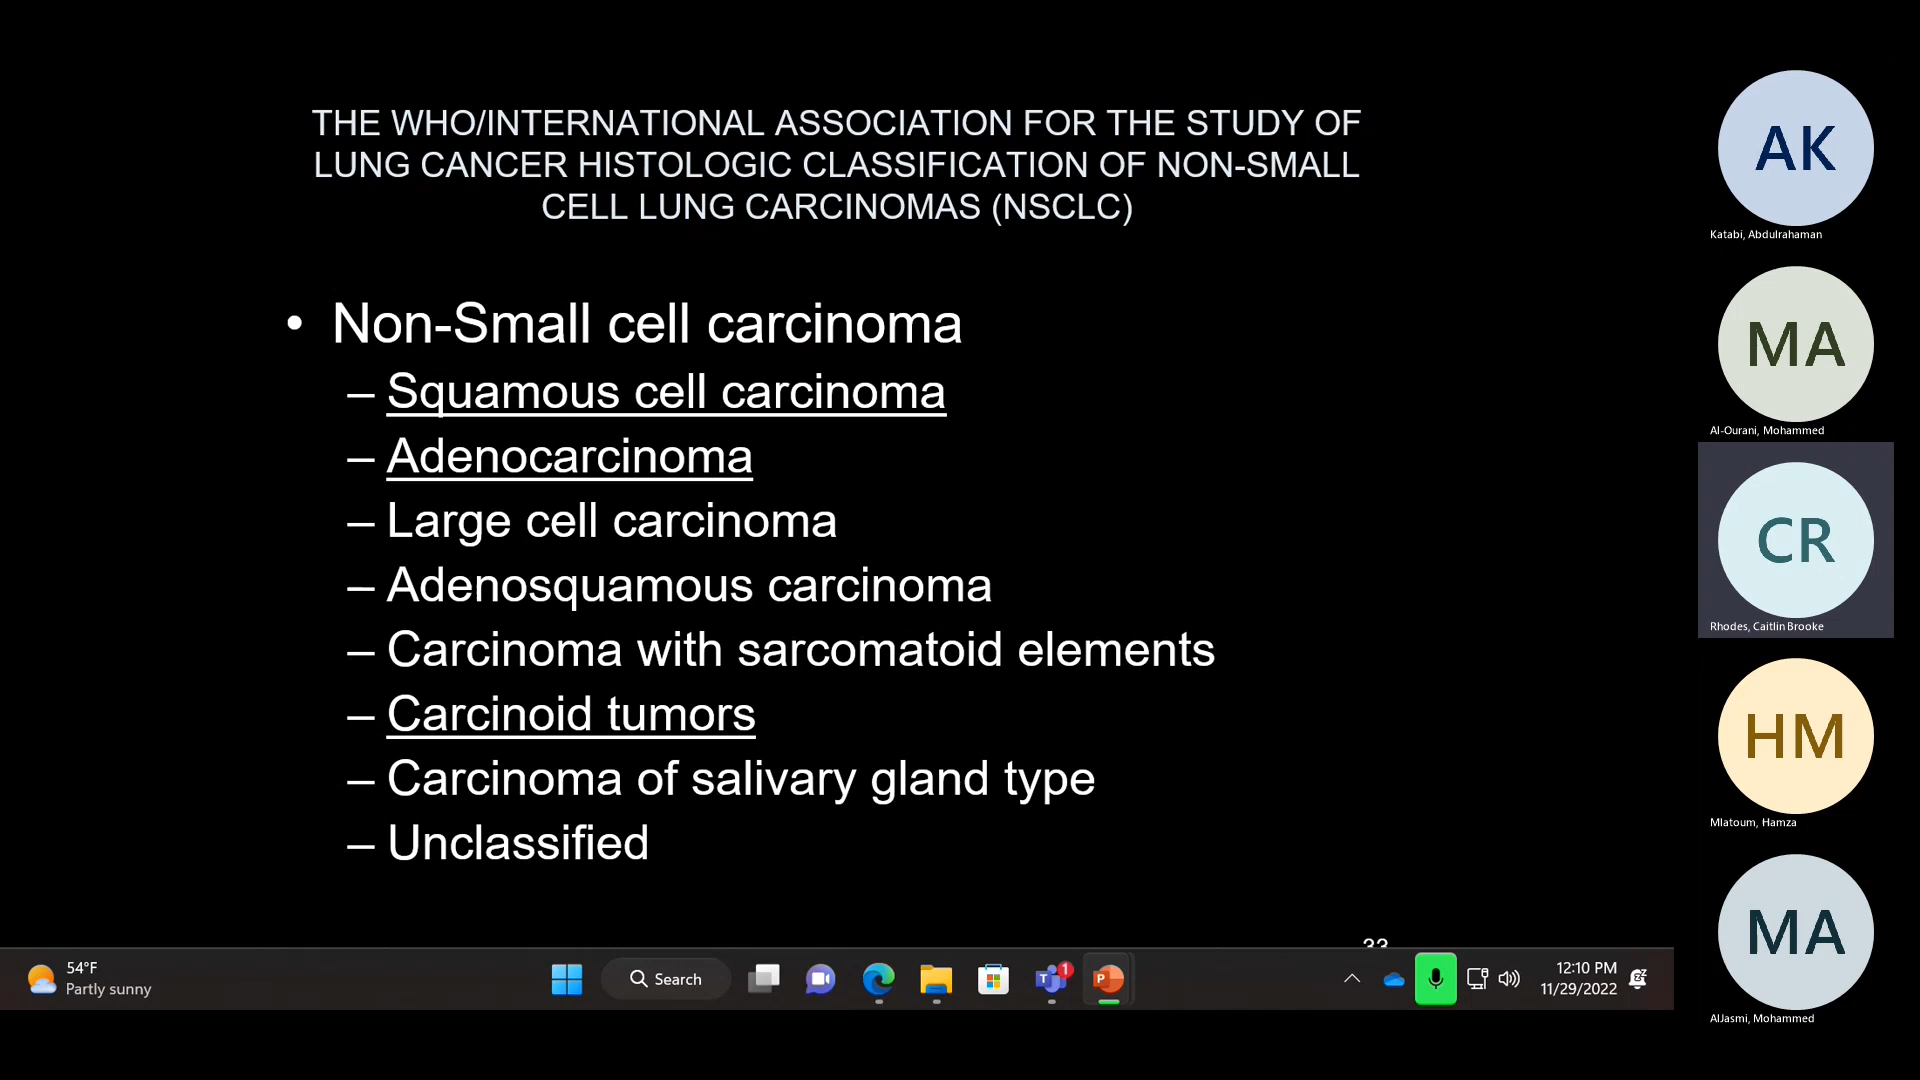 THE WHO/INTERNATIONAL ASSOCIATION FOR THE STUDY OF
LUNG CANCER HISTOLOGIC CLASSIFICATION OF NON-SMALL
CELL LUNG CARCINOMAS (NSCLC)
• Non-Small cell carcinoma
– Squamous cell carcinoma
– Adenocarcinoma
– Large cell carcinoma
– Adenosquamous carcinoma
– Carcinoma with sarcomatoid elements
– Carcinoid tumors
– Carcinoma of salivary gland type
– Unclassified
33
54°F
Partly sunny
Search
1
12:10 PM
11/29/2022
AK
Katabi, Abdulrahaman
MA
Al-Ourani, Mohammed
CR
Rhodes, Caitlin Brooke
HM
Mlatoum, Hamza
MA
AlJasmi, Mohammed